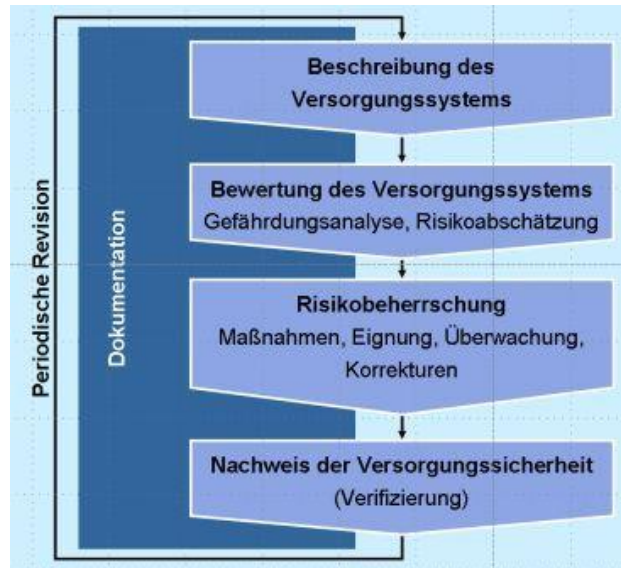 Periodische Revision
Dokumentation
Beschreibung des
Versorgungssystems
Bewertung des Versorgungssystems
Gefährdungsanalyse, Risikoabschätzung
Risikobeherrschung
Maßnahmen, Eignung, Überwachung,
Korrekturen
Nachweis der Versorgungssicherheit
(Verifizierung)